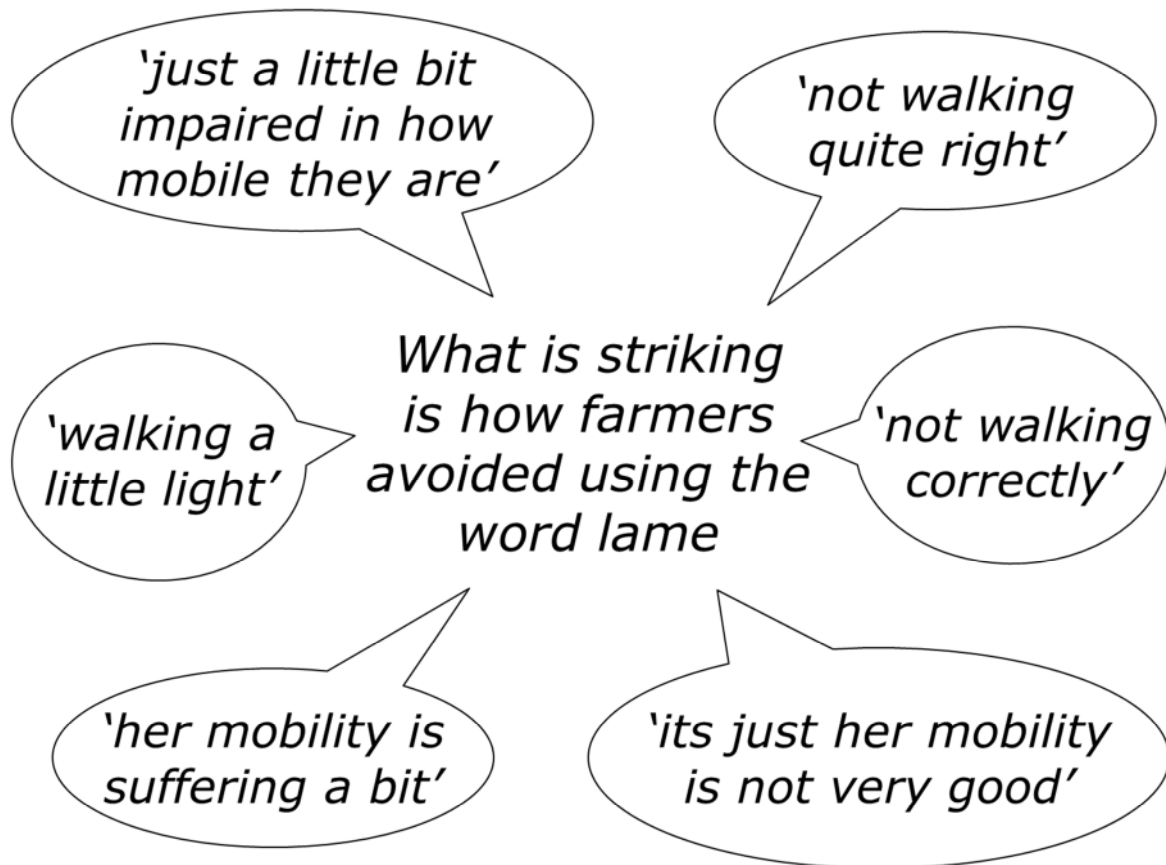 ‘just a little bit
impaired in how
mobile they are’
‘not walking
quite right’
What is striking
is how farmers
avoided using the
word lame
‘walking a
little light’
‘not walking
correctly’
‘her mobility is
suffering a bit’
‘its just her mobility
is not very good’